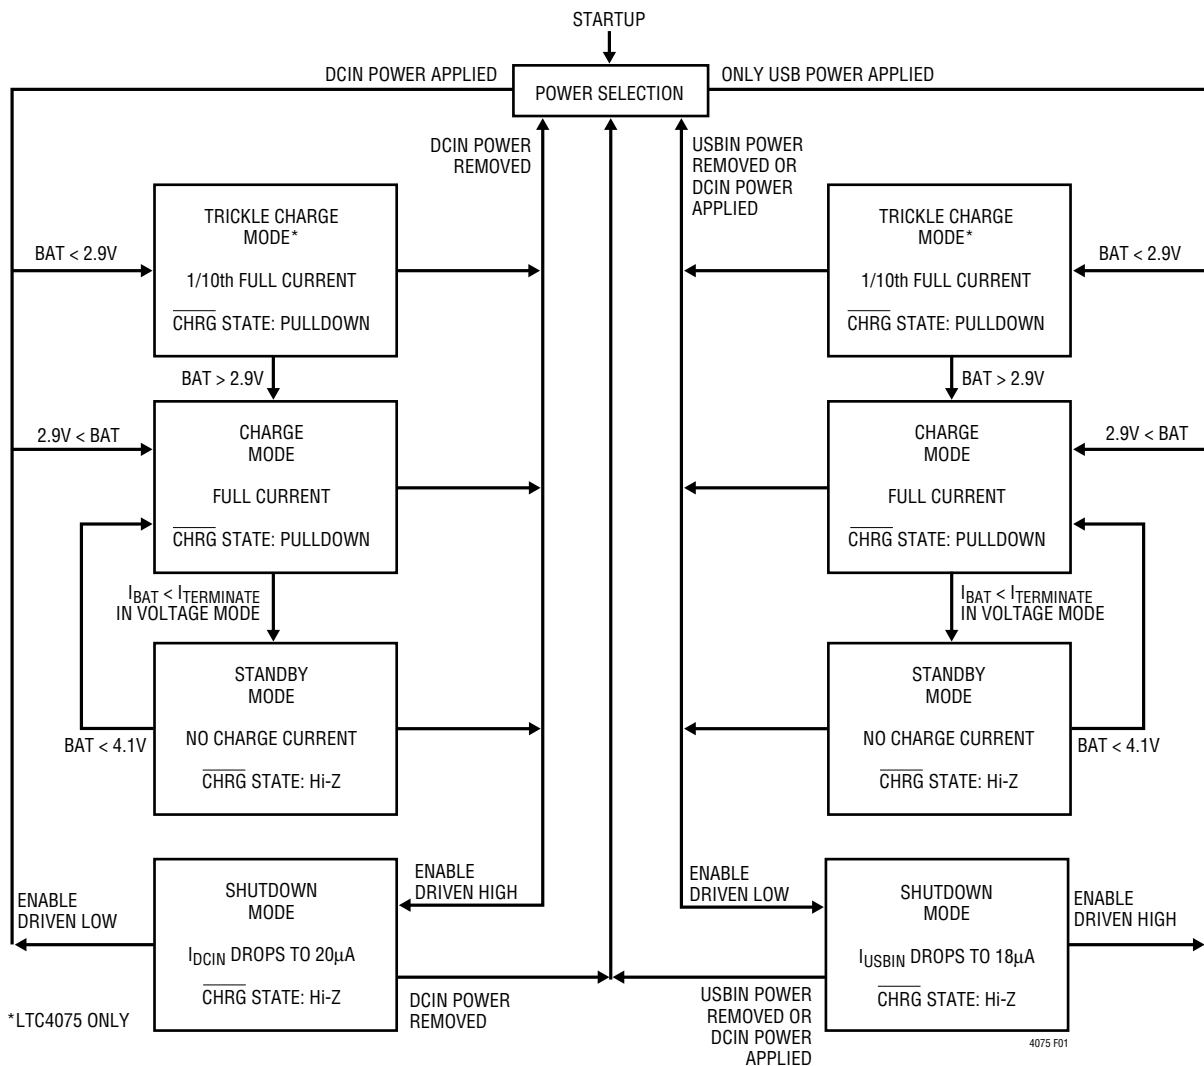 STARTUP
DCIN POWER APPLIED
POWER SELECTION
ONLY USB POWER APPLIED
DCIN POWER
REMOVED
USBIN POWER
REMOVED OR
DCIN POWER
APPLIED
BAT < 2.9V
TRICKLE CHARGE
MODE*
1/10th FULL CURRENT
CHRG STATE: PULLDOWN
BAT > 2.9V
2.9V < BAT
CHARGE
MODE
FULL CURRENT
CHRG STATE: PULLDOWN
IBAT < ITERMINATE
IN VOLTAGE MODE
STANDBY
MODE
NO CHARGE CURRENT
CHRG STATE: Hi-Z
BAT < 4.1V
ENABLE
DRIVEN HIGH
ENABLE
DRIVEN LOW
SHUTDOWN
MODE
IDCIN DROPS TO 20µA
CHRG STATE: Hi-Z
DCIN POWER
REMOVED
*LTC4075 ONLY
TRICKLE CHARGE
MODE*
1/10th FULL CURRENT
CHRG STATE: PULLDOWN
BAT < 2.9V
BAT > 2.9V
CHARGE
MODE
FULL CURRENT
CHRG STATE: PULLDOWN
2.9V < BAT
IBAT < ITERMINATE
IN VOLTAGE MODE
STANDBY
MODE
NO CHARGE CURRENT
CHRG STATE: Hi-Z
BAT < 4.1V
ENABLE
DRIVEN LOW
SHUTDOWN
MODE
IUSBIN DROPS TO 18µA
CHRG STATE: Hi-Z
ENABLE
DRIVEN HIGH
USBIN POWER
REMOVED OR
DCIN POWER
APPLIED
4075 F01